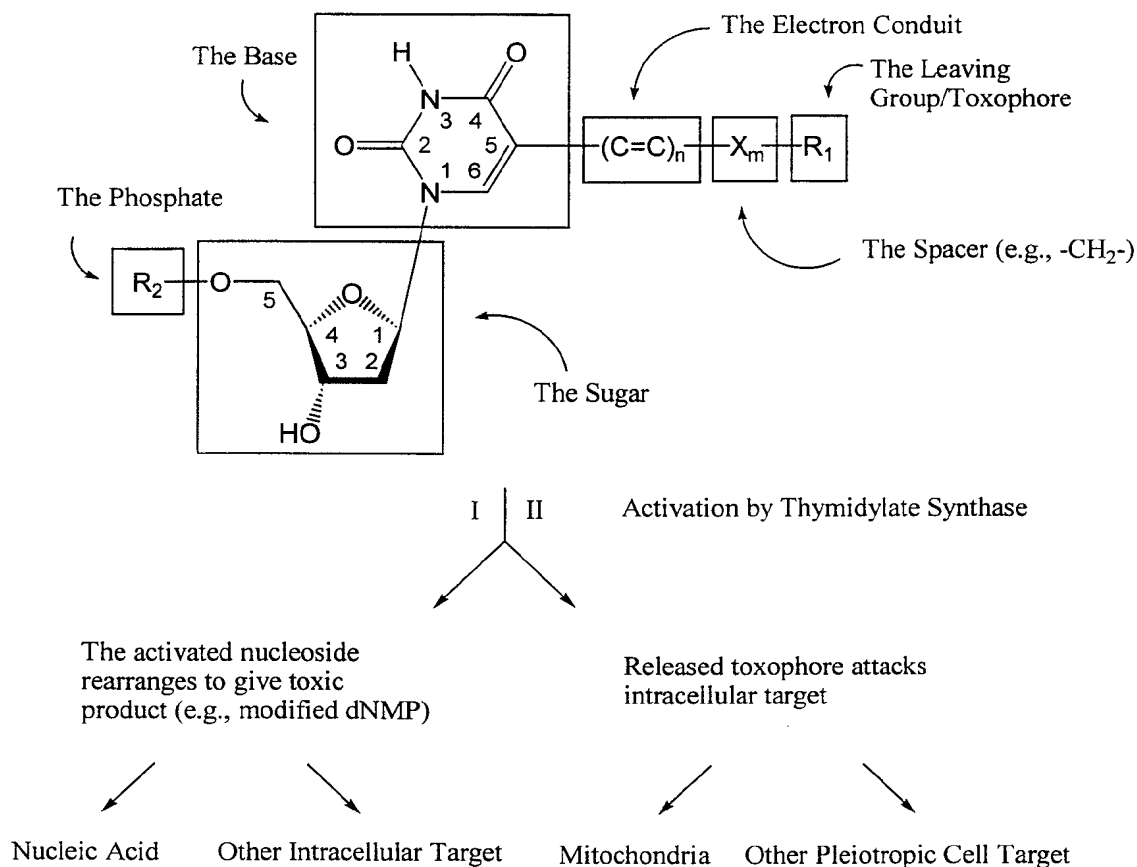 The Electron Conduit
The Base
The Leaving
Group/Toxophore
H
O
N
3
4
O
2
5
(C=C)n
Xm
R1
1
6
N
The Phosphate
The Spacer (e.g., -CH2-)
R2
O
5
O
4
1
3
2
The Sugar
HO
I
II
Activation by Thymidylate Synthase
The activated nucleoside
rearranges to give toxic
product (e.g., modified dNMP)
Released toxophore attacks
intracellular target
Nucleic Acid
Other Intracellular Target
Mitochondria
Other Pleiotropic Cell Target